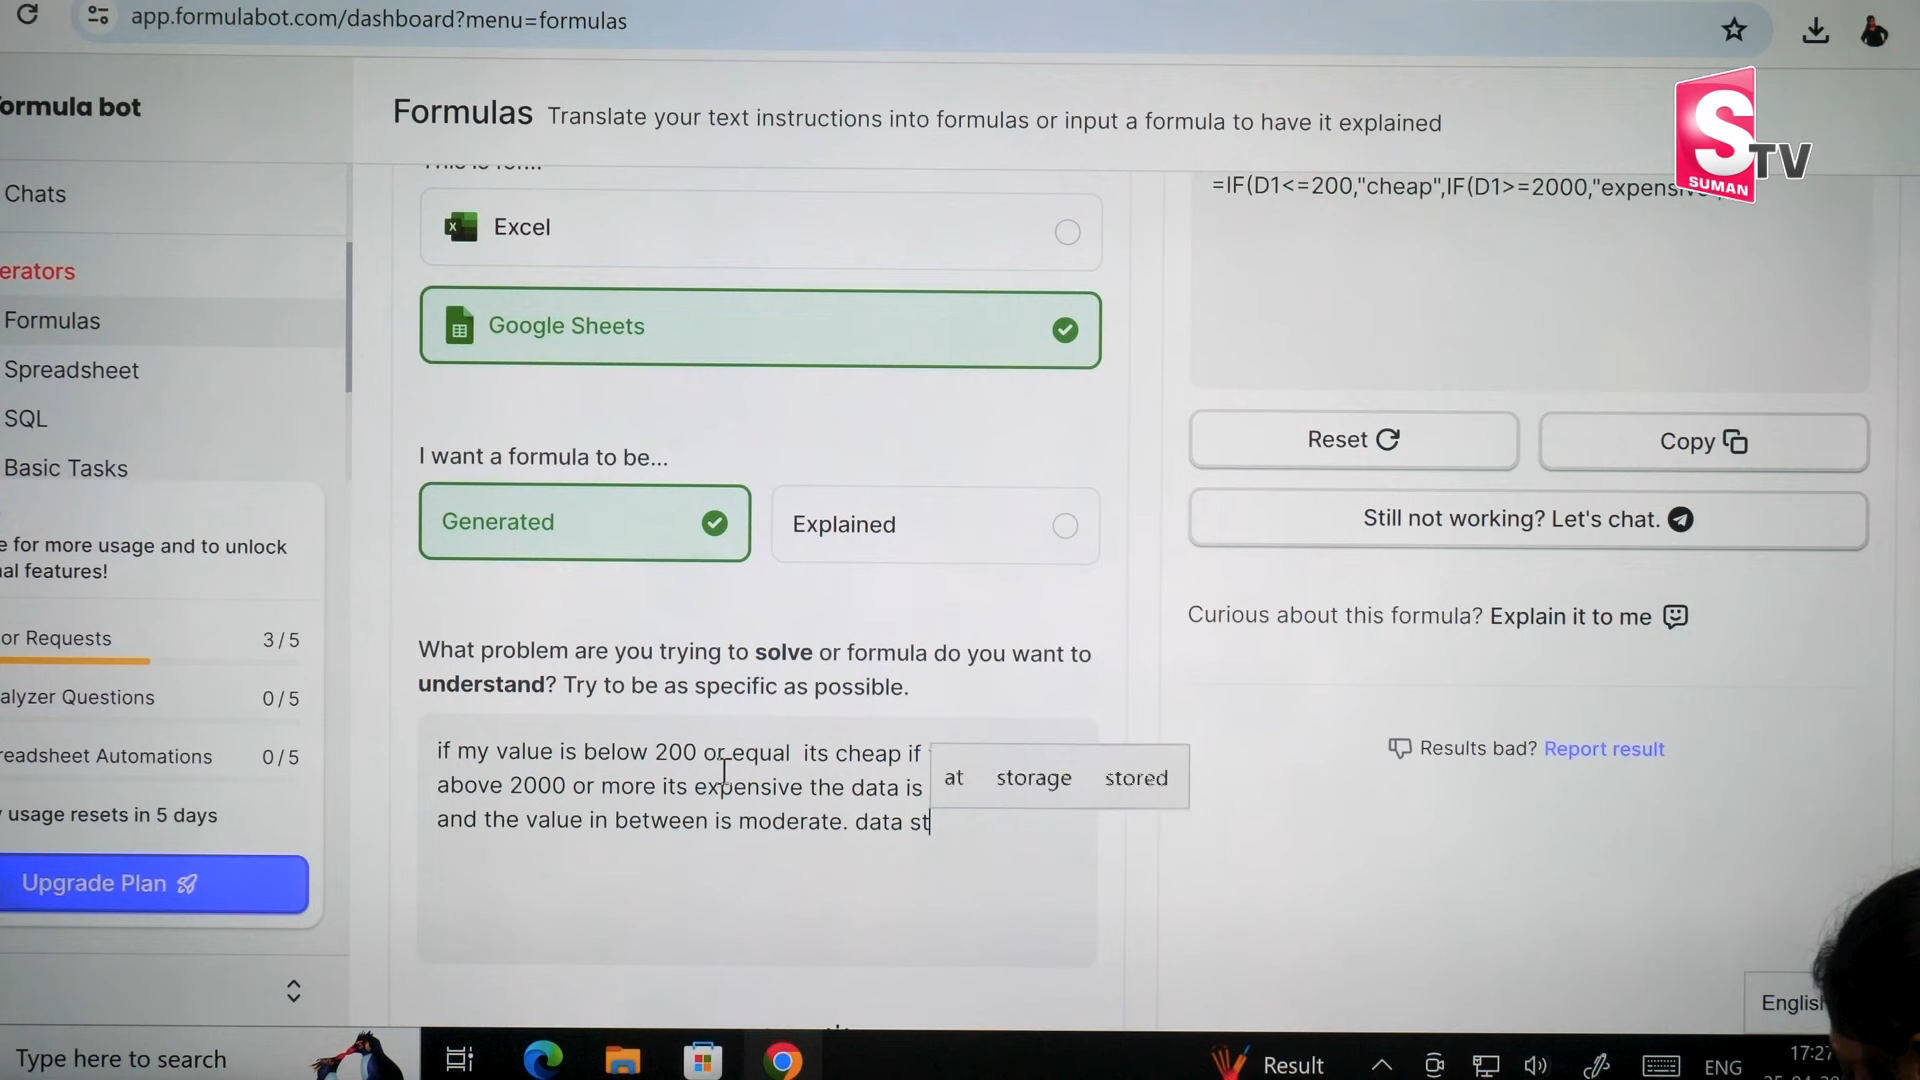 app.formulabot.com/dashboard?menu=formulas
ormula bot
Formulas Translate your text instructions into formulas or input a formula to have it explained
S TV
SUMAN
Chats
erators
Formulas
Spreadsheet
SQL
Basic Tasks
e for more usage and to unlock
al features!
or Requests 3/5
alyzer Questions 0/5
readsheet Automations 0/5
usage resets in 5 days
Upgrade Plan
Excel
Google Sheets
I want a formula to be...
Generated
Explained
What problem are you trying to solve or formula do you want to
understand? Try to be as specific as possible.
if my value is below 200 or equal its cheap if
above 2000 or more its expensive the data is
and the value in between is moderate. data st
at storage stored
=IF(D1<=200,"cheap",IF(D1>=2000,"expensiv
Reset
Copy
Still not working? Let's chat.
Curious about this formula? Explain it to me
Results bad? Report result
English
Type here to search
Result
ENG
17:27